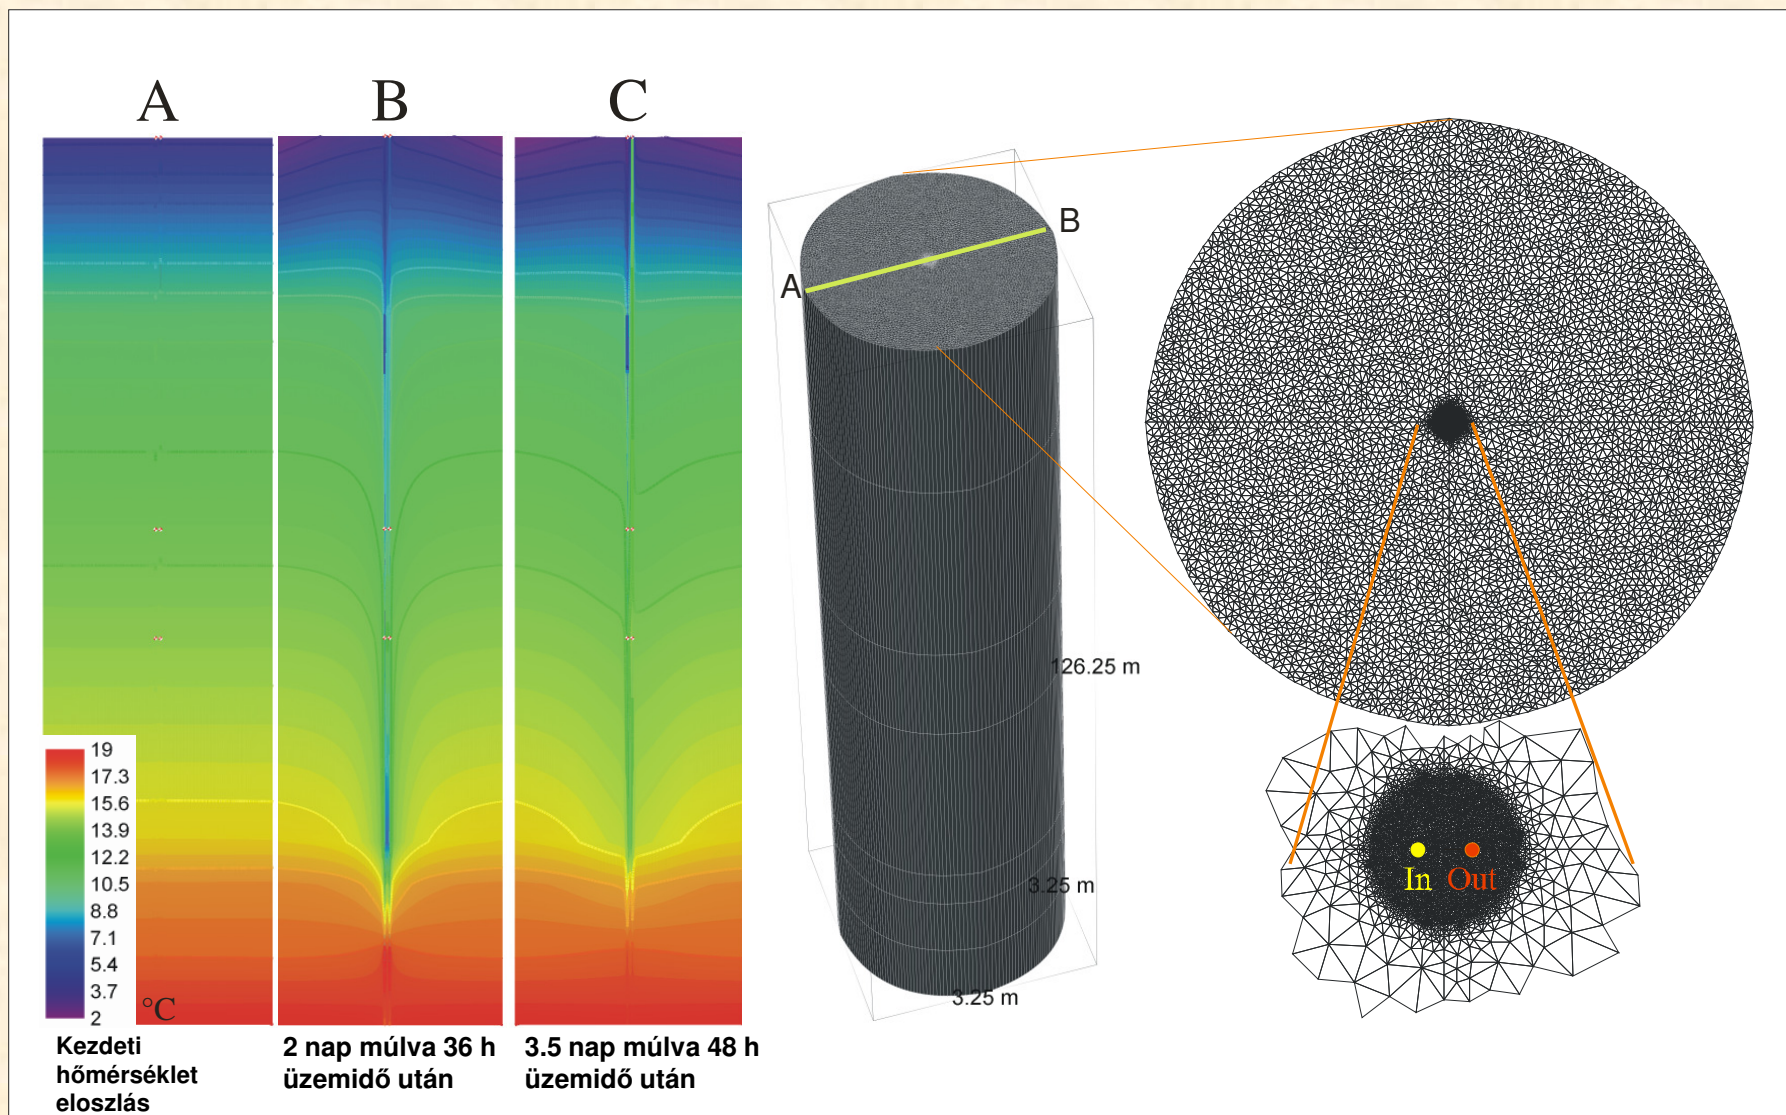 A
B
C
19
17.3
15.6
13.9
12.2
10.5
8.8
7.1
5.4
3.7
2
°C
Kezdeti
hőmérséklet
eloszlás
2 nap múlva 36 h
üzemidő után
3.5 nap múlva 48 h
üzemidő után
A
B
126.25 m
3.25 m
3.25 m
In
Out